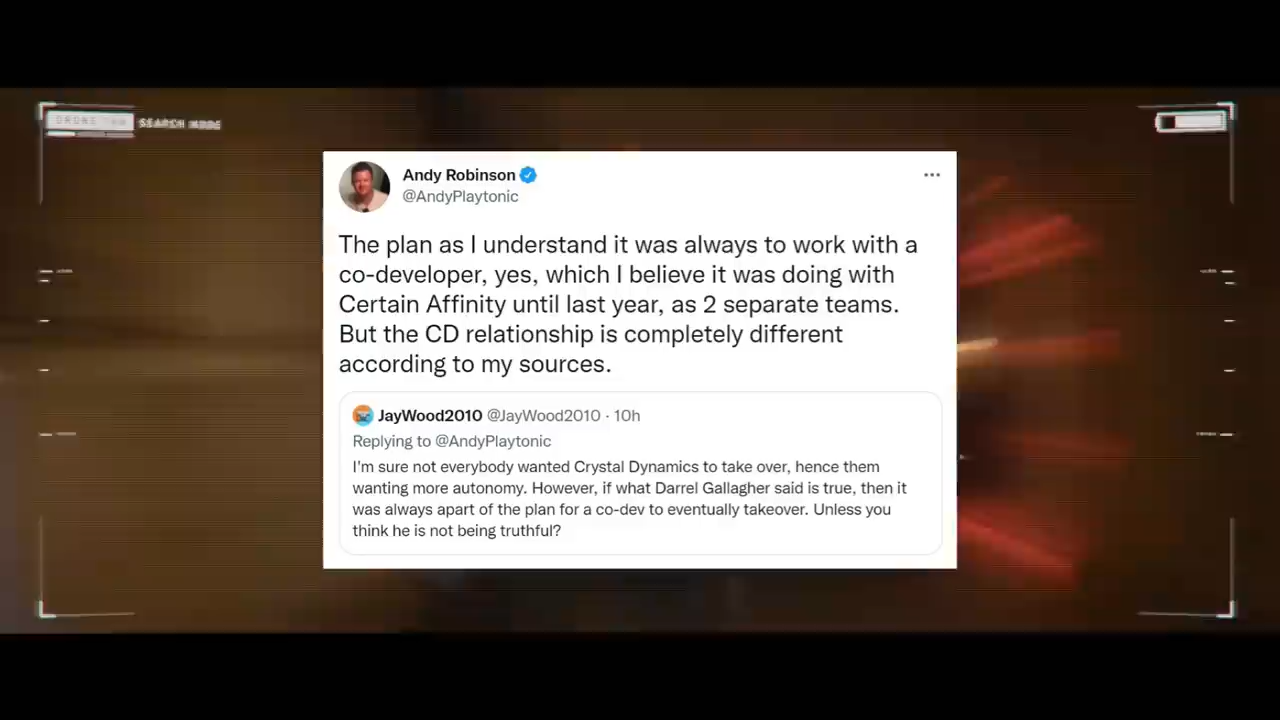 SEARCH MODE
Andy Robinson
@AndyPlaytonic
The plan as I understand it was always to work with a
co-developer, yes, which I believe it was doing with
Certain Affinity until last year, as 2 separate teams.
But the CD relationship is completely different
according to my sources.
JayWood2010 @JayWood2010 · 10h
Replying to @AndyPlaytonic
I'm sure not everybody wanted Crystal Dynamics to take over, hence them
wanting more autonomy. However, if what Darrel Gallagher said is true, then it
was always apart of the plan for a co-dev to eventually takeover. Unless you
think he is not being truthful?